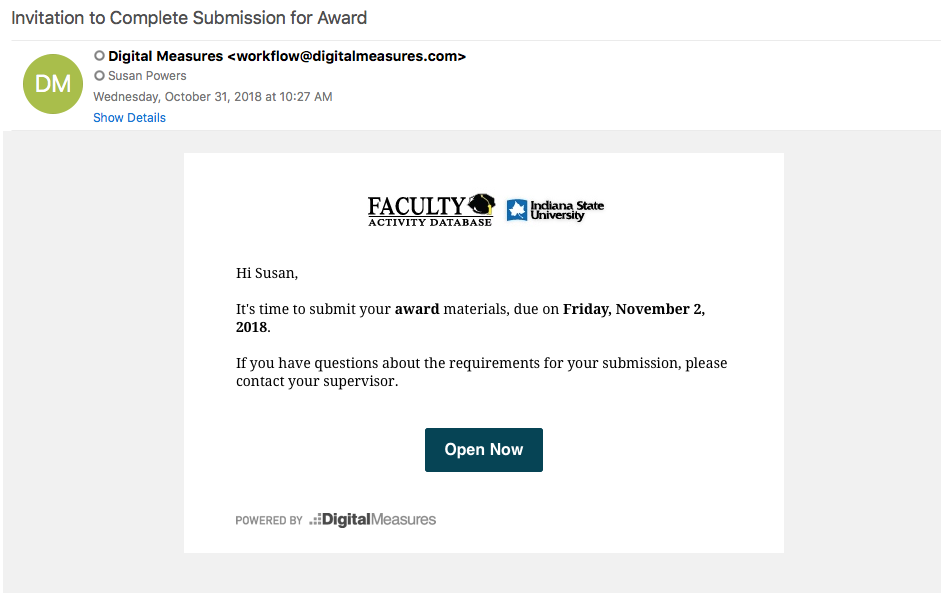 Invitation to Complete Submission for Award
DM
Digital Measures <workflow@digitalmeasures.com>
Susan Powers
Wednesday, October 31, 2018 at 10:27 AM
Show Details
FACULTY
ACTIVITY DATABASE
Indiana State
University
Hi Susan,
It's time to submit your award materials, due on Friday, November 2,
2018.
If you have questions about the requirements for your submission, please
contact your supervisor.
Open Now
POWERED BY DigitalMeasures